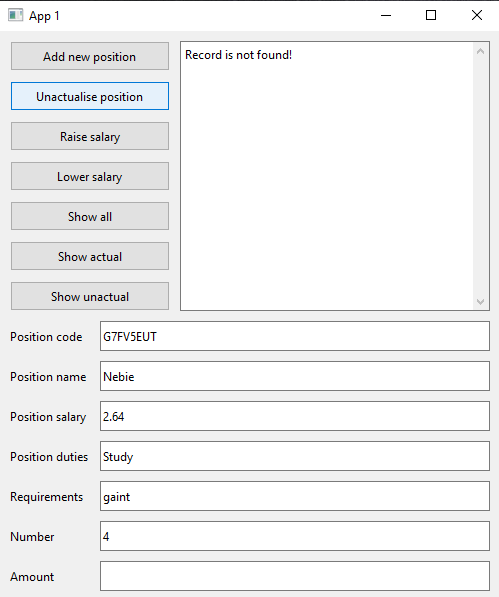 App 1
Add new position
Unactualise position
Raise salary
Lower salary
Show all
Show actual
Show unactual
Record is not found!
Position code G7FV5EUT
Position name Nebie
Position salary 2.64
Position duties Study
Requirements gaint
Number 4
Amount